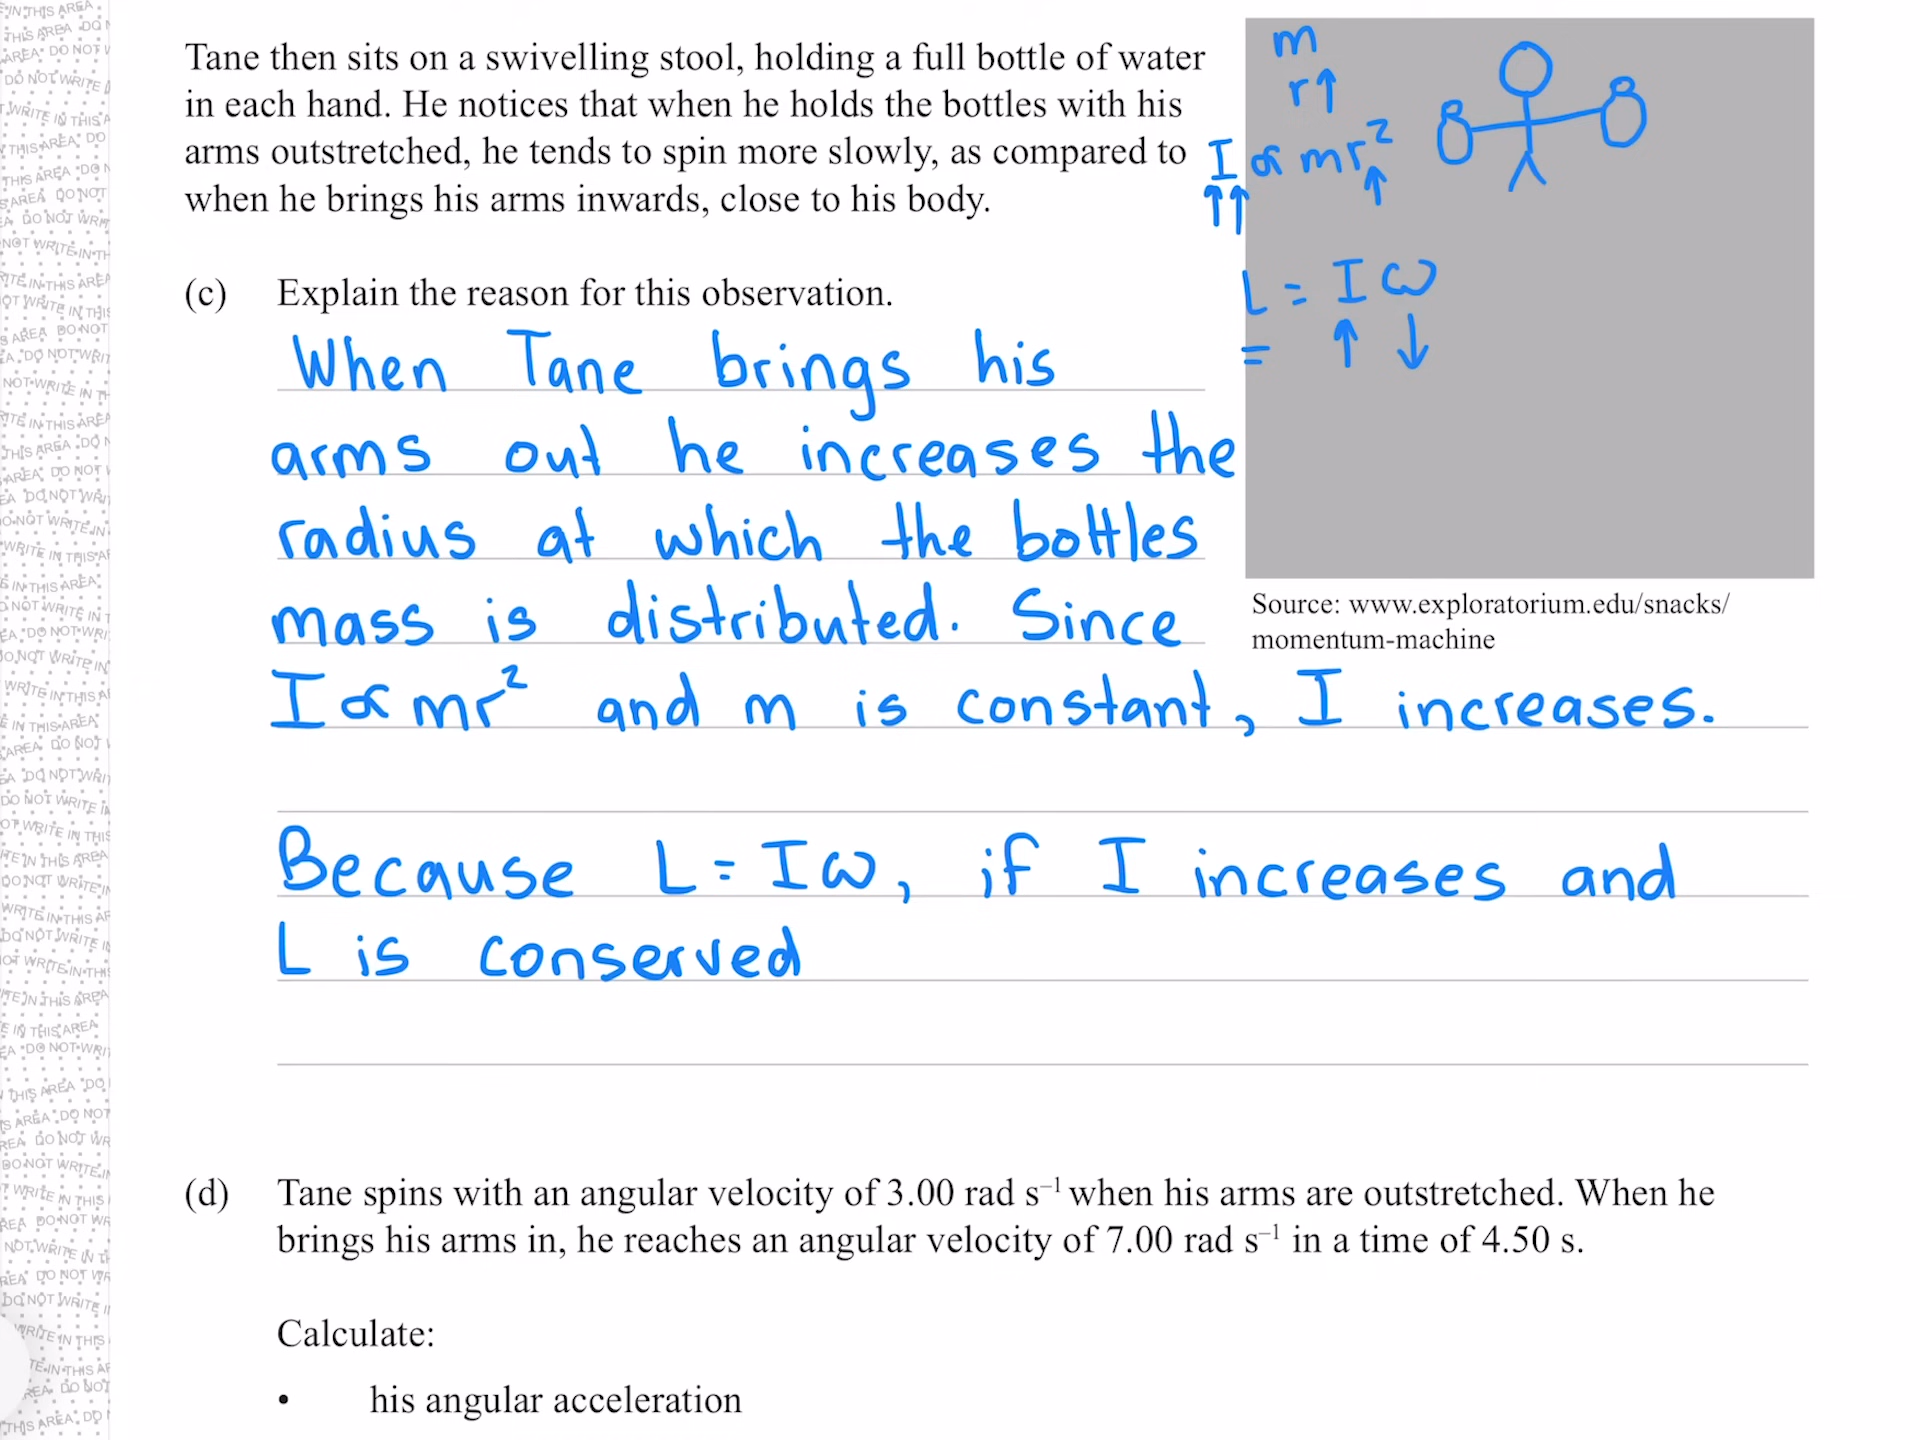 Tane then sits on a swivelling stool, holding a full bottle of water
in each hand. He notices that when he holds the bottles with his
arms outstretched, he tends to spin more slowly, as compared to
when he brings his arms inwards, close to his body.
m
r↑
I ∝ mr²
↑↑ ↑
L = I ω
= ↑ ↓
(c) Explain the reason for this observation.
When Tane brings his
arms out he increases the
radius at which the bottles
mass is distributed. Since
I ∝ mr² and m is constant, I increases.
Because L = Iω, if I increases and
L is conserved
Source: www.exploratorium.edu/snacks/
momentum-machine
(d) Tane spins with an angular velocity of 3.00 rad s⁻¹ when his arms are outstretched. When he
brings his arms in, he reaches an angular velocity of 7.00 rad s⁻¹ in a time of 4.50 s.
Calculate:
• his angular acceleration